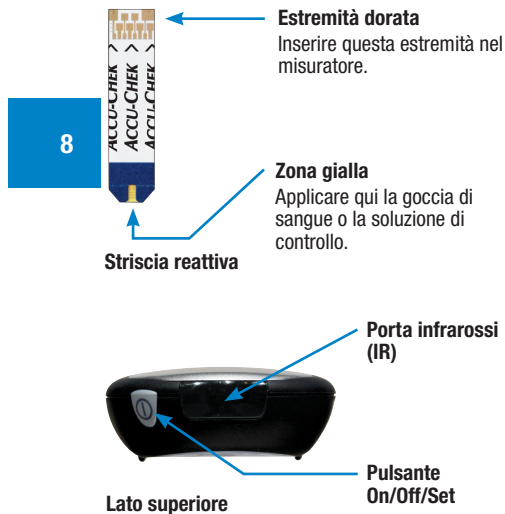 Estremità dorata
Inserire questa estremità nel
misuratore.
ACCU-CHEK
ACCU-CHEK
ACCU-CHEK
8
Zona gialla
Applicare qui la goccia di
sangue o la soluzione di
controllo.
Striscia reattiva
Porta infrarossi
(IR)
Pulsante
On/Off/Set
Lato superiore